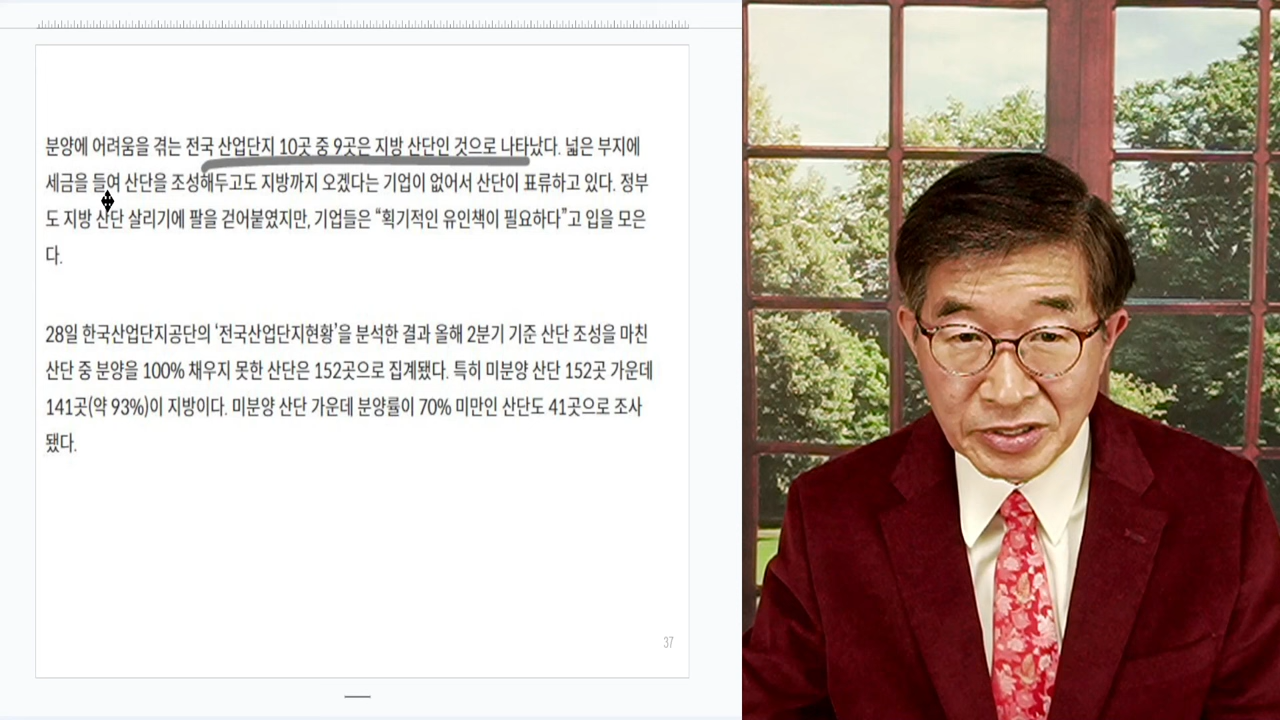 분양에 어려움을 겪는 전국 산업단지 10곳 중 9곳은 지방 산단인 것으로 나타났다. 넓은 부지에
세금을 들여 산단을 조성해두고도 지방까지 오겠다는 기업이 없어서 산단이 표류하고 있다. 정부
도 지방 산단 살리기에 팔을 걷어붙였지만, 기업들은 “획기적인 유인책이 필요하다”고 입을 모은
다.
28일 한국산업단지공단의 ‘전국산업단지현황’을 분석한 결과 올해 2분기 기준 산단 조성을 마친
산단 중 분양을 100% 채우지 못한 산단은 152곳으로 집계됐다. 특히 미분양 산단 152곳 가운데
141곳(약 93%)이 지방이다. 미분양 산단 가운데 분양률이 70% 미만인 산단도 41곳으로 조사
됐다.
37